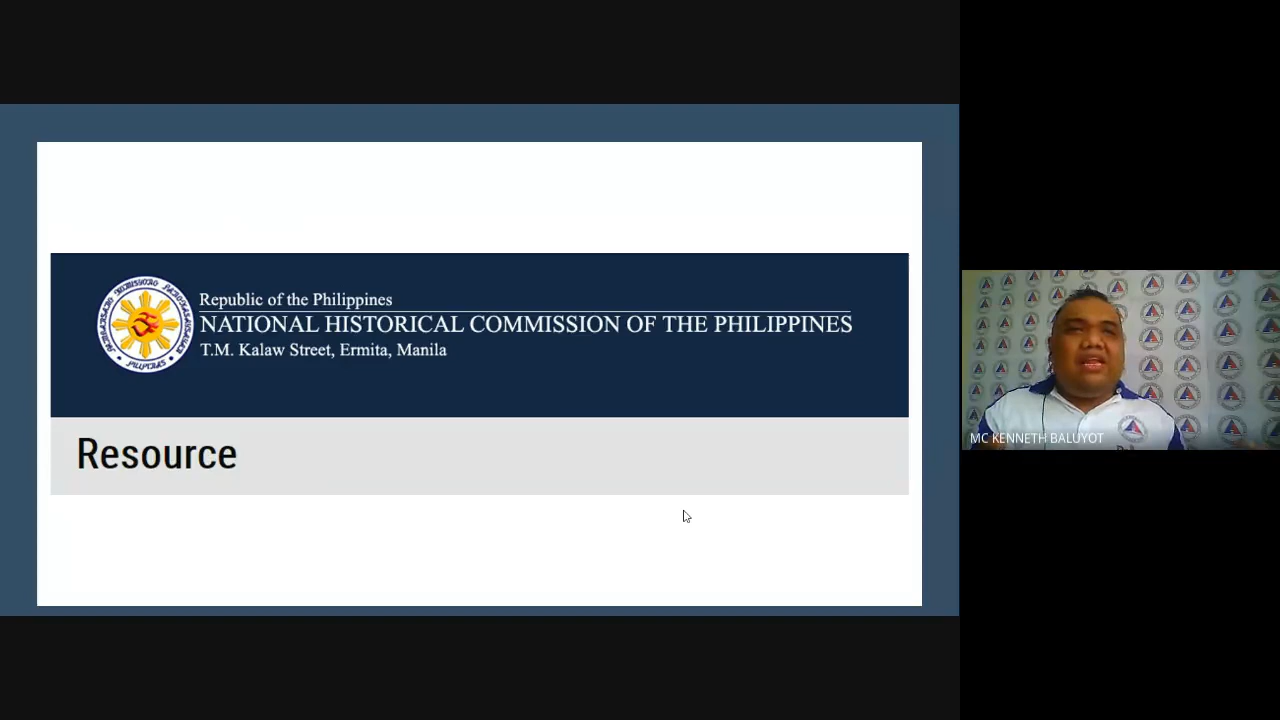 Republic of the Philippines
NATIONAL HISTORICAL COMMISSION OF THE PHILIPPINES
T.M. Kalaw Street, Ermita, Manila
Resource
MC KENNETH BALUYOT